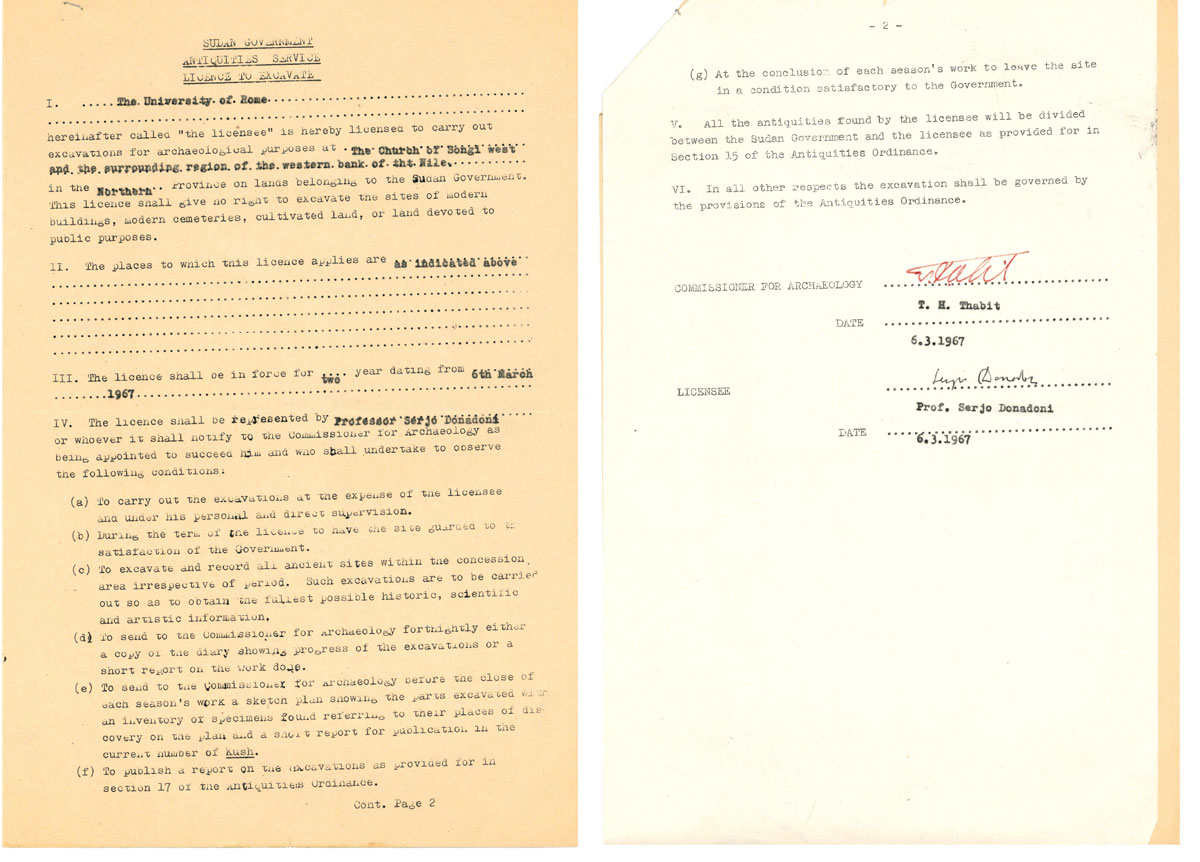 SUDAN GOVERNMENT
ANTIQUITIES SERVICE
LICENCE TO EXCAVATE
I. .....The University of Rome..........
hereinafter called "the licensee" is hereby licensed to carry out
excavations for archaeological purposes at The Church of Songi west
and the surrounding region of the western bank of tht Nile.
in the Northern.. Province on lands belonging to the Sudan Government.
This licence shall give no right to excavate the sites of modern
buildings, modern cemeteries, cultivated land, or land devoted to
public purposes.
II. The places to which this licence applies are as indicated above
III. The licence shall be in force for two year dating from 6th March
........1967........
IV. The licence shall be represented by Professor Serjo Donadoni
or whoever it shall notify to the Commissioner for Archaeology as
being appointed to succeed him and who shall undertake to observe
the following conditions:
(a) To carry out the excavations at the expense of the licensee
and under his personal and direct supervision.
(b) During the term of the licence to have the site guarded to the
satisfaction of the Government.
(c) To excavate and record all ancient sites within the concession
area irrespective of period. Such excavations are to be carried
out so as to obtain the fullest possible historic, scientific
and artistic information.
(d) To send to the Commissioner for Archaeology fortnightly either
a copy of the diary showing progress of the excavations or a
short report on the work done.
(e) To send to the Commissioner for Archaeology before the close of
each season's work a sketch plan showing the parts excavated with
an inventory of specimens found referring to their places of dis-
covery on the plan and a short report for publication in the
current number of Kush.
(f) To publish a report on the excavations as provided for in
section 17 of the Antiquities Ordinance.
Cont. Page 2
- 2 -
(g) At the conclusion of each season's work to leave the site
in a condition satisfactory to the Government.
V. All the antiquities found by the licensee will be divided
between the Sudan Government and the licensee as provided for in
Section 15 of the Antiquities Ordinance.
VI. In all other respects the excavation shall be governed by
the provisions of the Antiquities Ordinance.
Thabit
COMMISSIONER FOR ARCHAEOLOGY
T. H. Thabit
DATE
6.3.1967
LICENSEE
Prof. Serjo Donadoni
DATE
6.3.1967